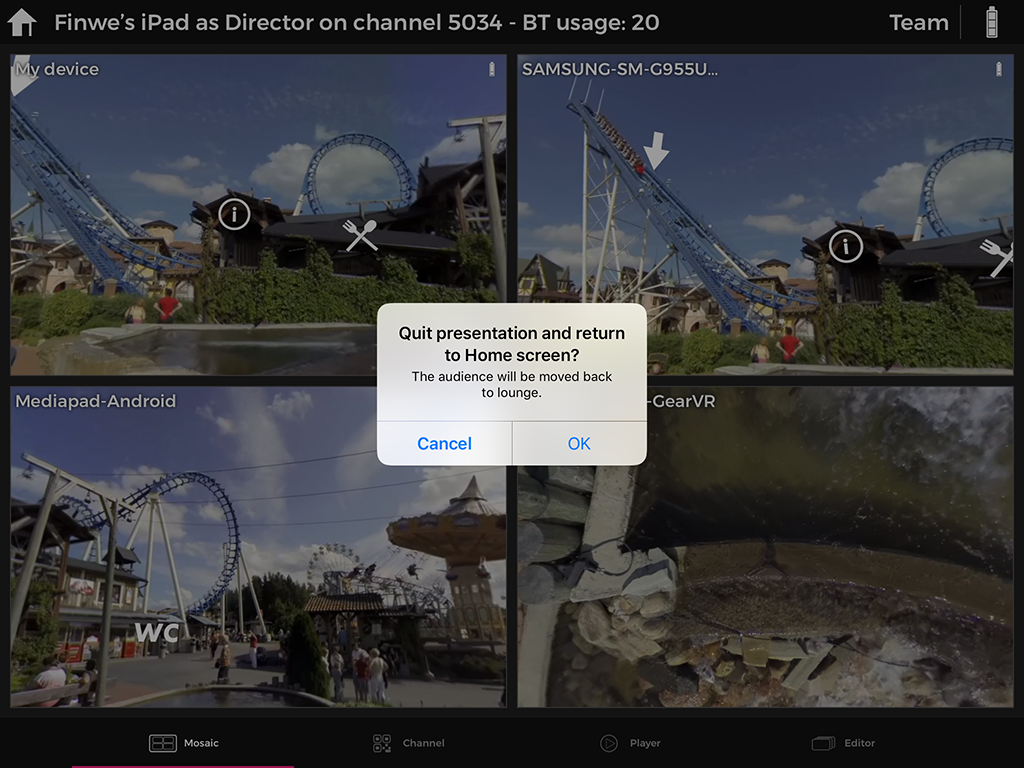 Finwe's iPad as Director on channel 5034 - BT usage: 20
Team
My device
SAMSUNG-SM-G955U...
Mediapad-Android
-GearVR
WC
Quit presentation and return
to Home screen?
The audience will be moved back
to lounge.
Cancel
OK
Mosaic
Channel
Player
Editor